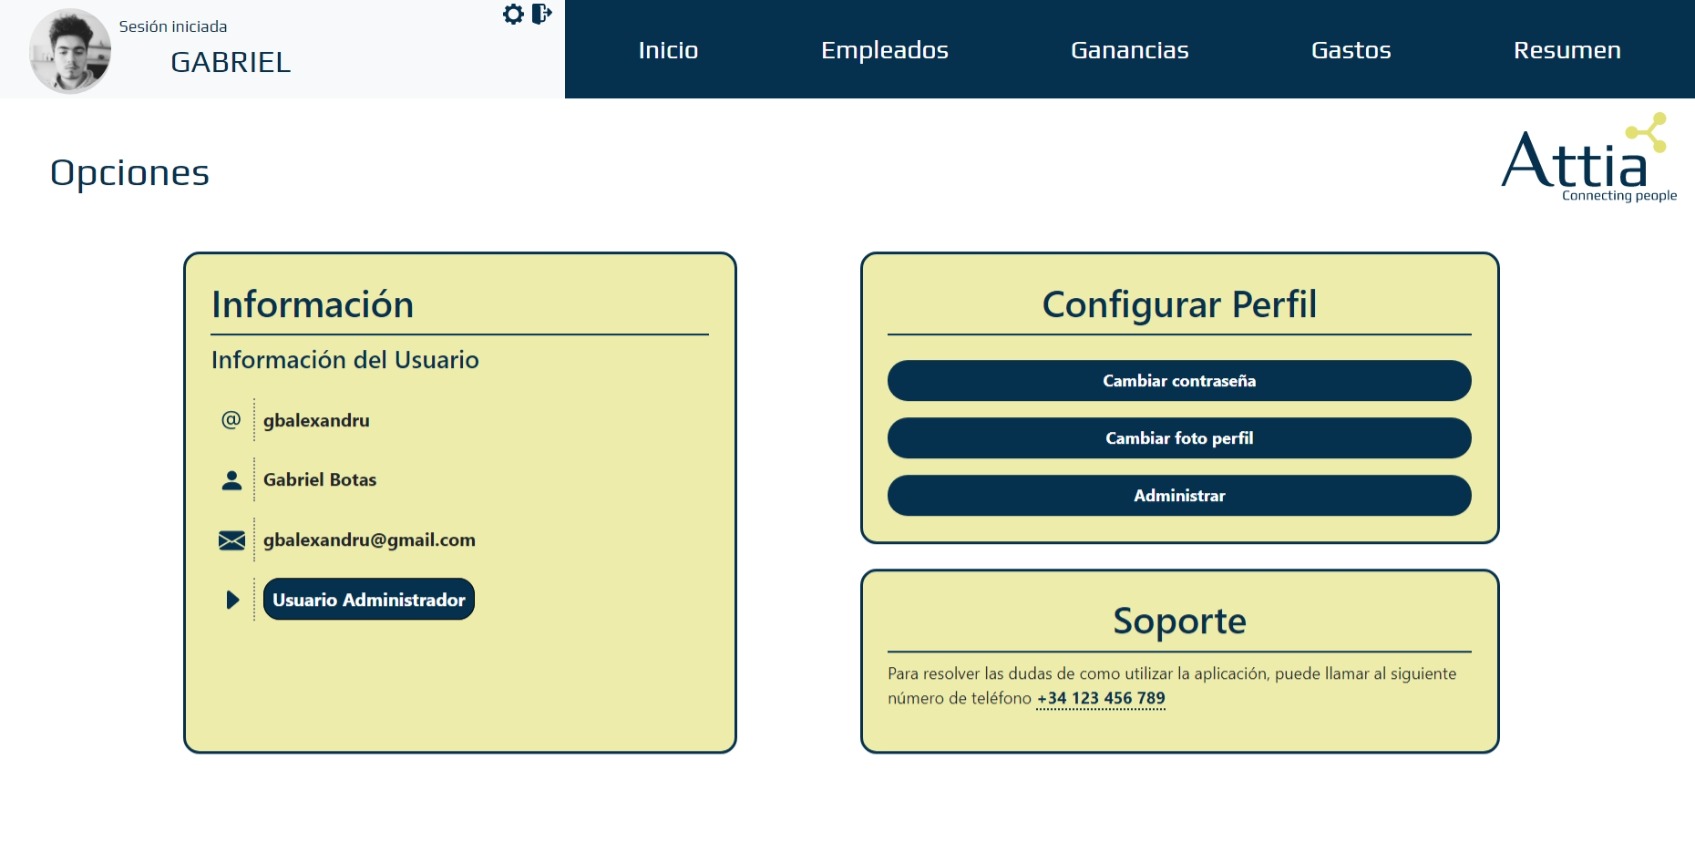 Sesión iniciada
GABRIEL
Inicio
Empleados
Ganancias
Gastos
Resumen
Opciones
Attia
Connecting people
Información
Información del Usuario
@ gbalexandru
Gabriel Botas
gbalexandru@gmail.com
Usuario Administrador
Configurar Perfil
Cambiar contraseña
Cambiar foto perfil
Administrar
Soporte
Para resolver las dudas de como utilizar la aplicación, puede llamar al siguiente
número de teléfono +34 123 456 789